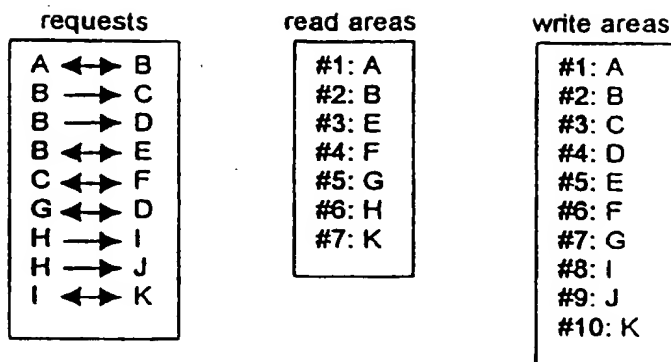 requests
A ↔ B
B → C
B → D
B ↔ E
C ↔ F
G ↔ D
H → I
H → J
I ↔ K
read areas
#1: A
#2: B
#3: E
#4: F
#5: G
#6: H
#7: K
write areas
#1: A
#2: B
#3: C
#4: D
#5: E
#6: F
#7: G
#8: I
#9: J
#10: K